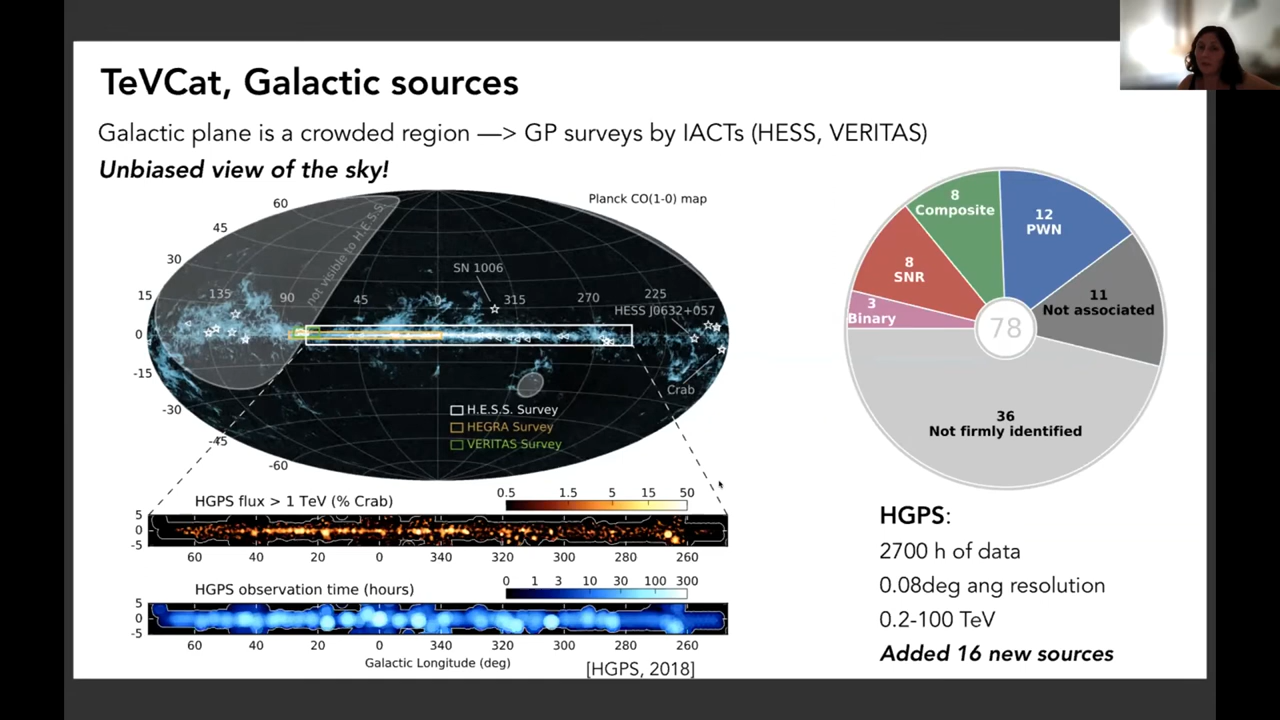 TeVCat, Galactic sources
Galactic plane is a crowded region —> GP surveys by IACTs (HESS, VERITAS)
Unbiased view of the sky!
Planck CO(1-0) map
60
45
30
15
0
-15
-30
-45
-60
not visible to H.E.S.S.
135
90
45
0
315
270
225
SN 1006
HESS J0632+057
Crab
H.E.S.S. Survey
HEGRA Survey
VERITAS Survey
HGPS flux > 1 TeV (% Crab)
0.5 1.5 5 15 50
5
0
-5
60 40 20 0 340 320 300 280 260
HGPS observation time (hours)
0 1 3 10 30 100 300
5
0
-5
60 40 20 0 340 320 300 280 260
Galactic Longitude (deg)
[HGPS, 2018]
8
Composite
12
PWN
8
SNR
11
Not associated
3
Binary
78
36
Not firmly identified
HGPS:
2700 h of data
0.08deg ang resolution
0.2-100 TeV
Added 16 new sources